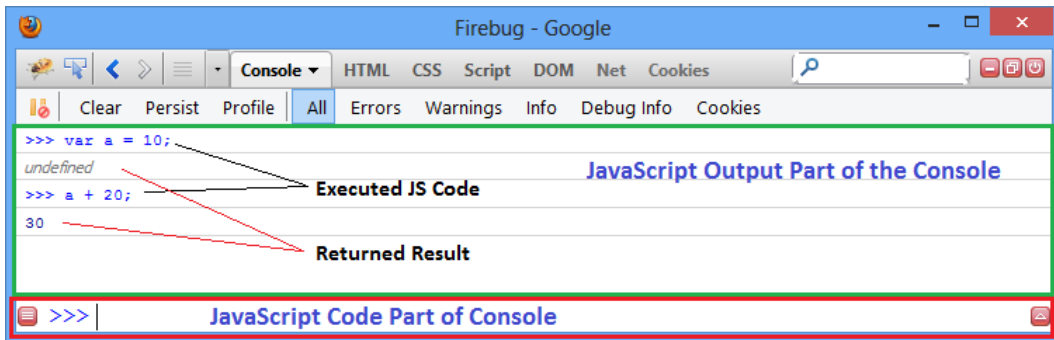 Firebug - Google
Console HTML CSS Script DOM Net Cookies
Clear Persist Profile All Errors Warnings Info Debug Info Cookies
>>> var a = 10;
undefined
JavaScript Output Part of the Console
>>> a + 20;
Executed JS Code
30
Returned Result
>>>
JavaScript Code Part of Console